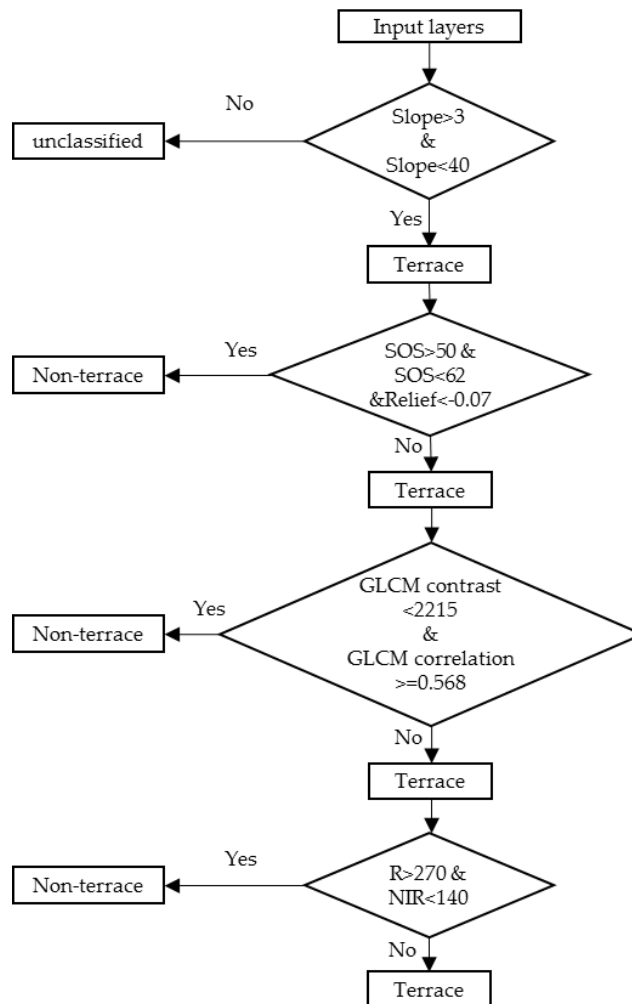 Input layers
No
Slope>3
&
Slope<40
unclassified
Yes
Terrace
Yes
SOS>50 &
SOS<62
&Relief<-0.07
Non-terrace
No
Terrace
GLCM contrast
<2215
&
GLCM correlation
>=0.568
Yes
Non-terrace
No
Terrace
Yes
R>270 &
NIR<140
Non-terrace
No
Terrace